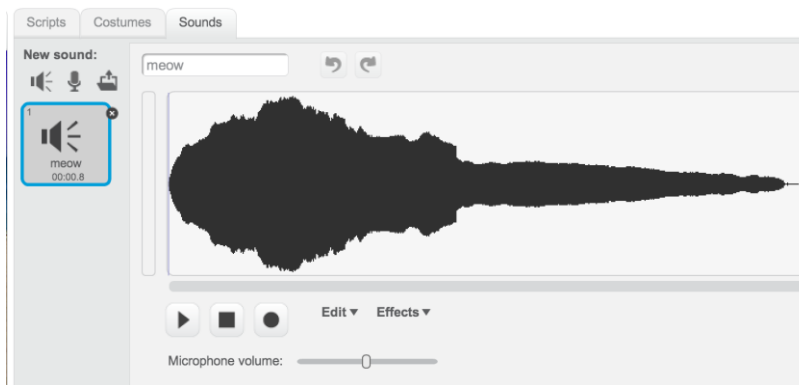 Scripts Costumes Sounds
New sound:
meow
1
meow
00:00.8
Edit Effects
Microphone volume: